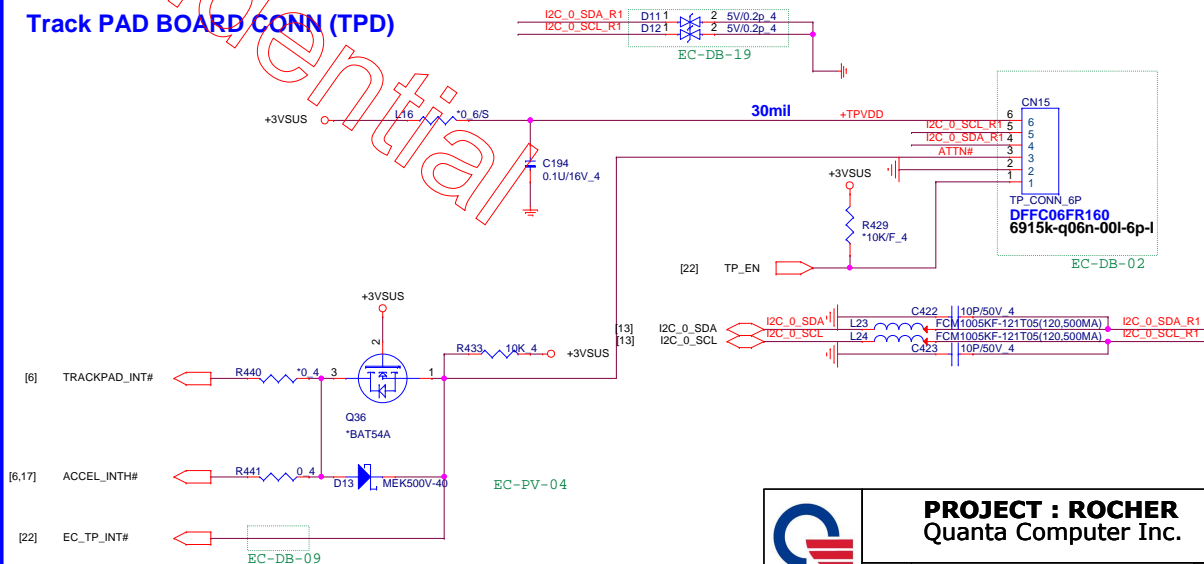 Track PAD BOARD CONN (TPD)
dential
I2C_0_SDA_R1 D11 1 2 5V/0.2p_4
I2C_0_SCL_R1 D12 1 2 5V/0.2p_4
EC-DB-19
+3VSUS L16 *0_6/S 30mil +TPVDD
CN15
6 6
I2C_0_SCL_R1 5 5
I2C_0_SDA_R1 4 4
ATTN# 3 3
2 2
1 1
C194
0.1U/16V_4
TP_CONN_6P
DFFC06FR160
6915k-q06n-00l-6p-l
EC-DB-02
+3VSUS
R429
*10K/F_4
[22] TP_EN
[13] I2C_0_SDA I2C_0_SDA L23 FCM1005KF-121T05(120,500MA) I2C_0_SDA_R1
[13] I2C_0_SCL I2C_0_SCL L24 FCM1005KF-121T05(120,500MA) I2C_0_SCL_R1
C422 10P/50V_4
C423 10P/50V_4
+3VSUS
2
R433 10K_4 +3VSUS
[6] TRACKPAD_INT# R440 *0_4 3 1
Q36
*BAT54A
[6,17] ACCEL_INTH# R441 0_4 D13 MEK500V-40
EC-PV-04
[22] EC_TP_INT#
EC-DB-09
PROJECT : ROCHER
Quanta Computer Inc.